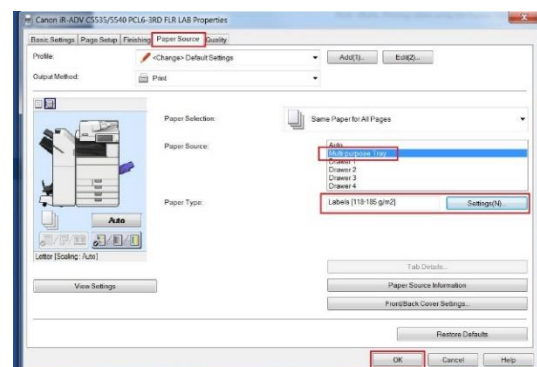 Canon iR-ADV C5535/5540 PCL6-3RD FLR LAB Properties
Basic Settings Page Setup Finishing Paper Source Quality
Profile: <Change> Default Settings Add(1)... Edit(2)...
Output Method: Print
Paper Selection: Same Paper for All Pages
Paper Source: Auto
Multi-purpose Tray
Drawer 1
Drawer 2
Drawer 3
Drawer 4
Paper Type: Labels [118-185 g/m2] Settings(N)...
Auto
Letter [Scaling: Auto]
Tab Details...
View Settings Paper Source Information
Front/Back Cover Settings...
Restore Defaults
OK Cancel Help